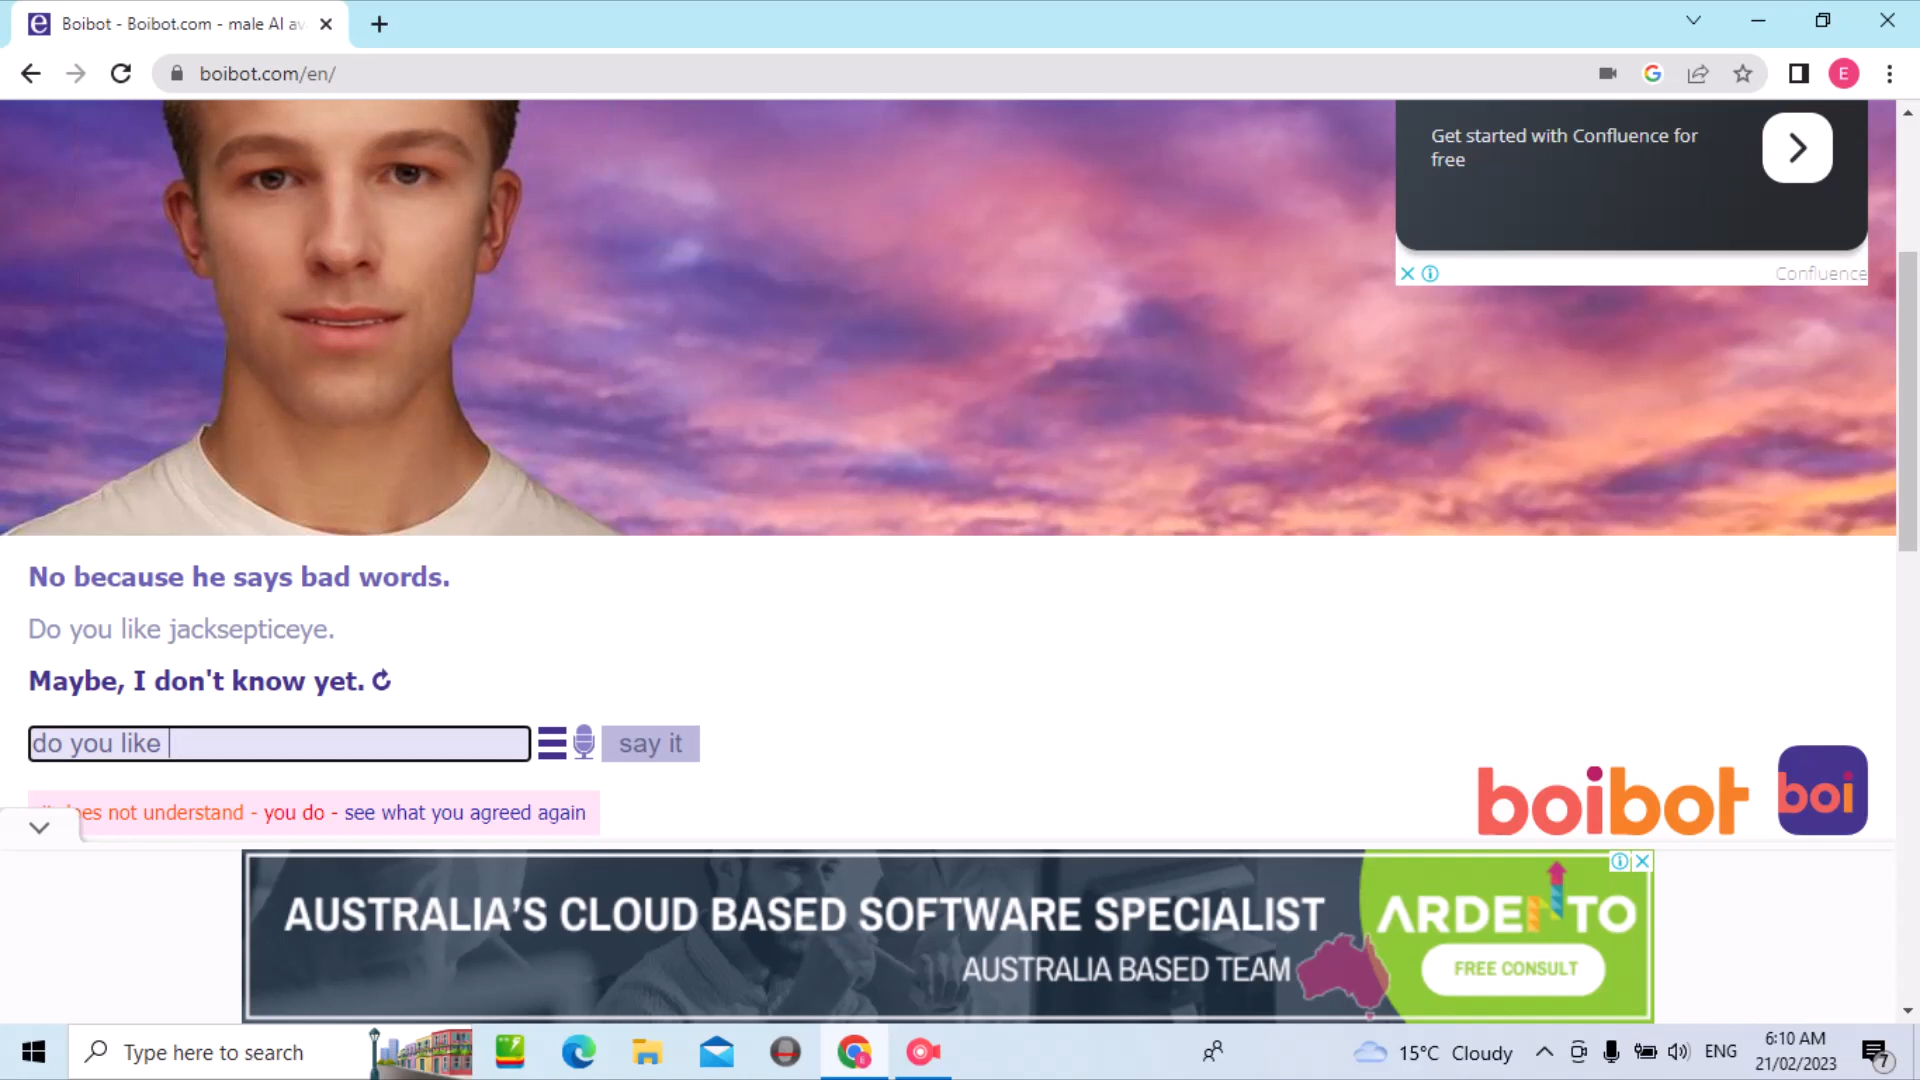 Boibot - Boibot.com - male AI av
boibot.com/en/
E
Get started with Confluence for
free
Confluence
No because he says bad words.
Do you like jacksepticeye.
Maybe, I don't know yet.
do you like
say it
does not understand - you do - see what you agreed again
boibot
boi
AUSTRALIA'S CLOUD BASED SOFTWARE SPECIALIST
AUSTRALIA BASED TEAM
ARDENTO
FREE CONSULT
Type here to search
15°C Cloudy
ENG
6:10 AM
21/02/2023
7